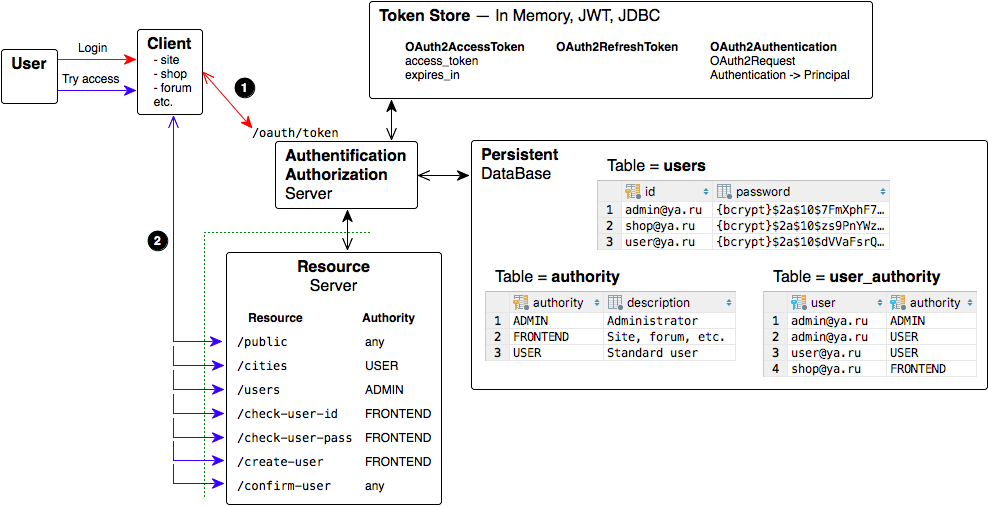 Token Store — In Memory, JWT, JDBC
OAuth2AccessToken
access_token
expires_in
OAuth2RefreshToken
OAuth2Authentication
OAuth2Request
Authentication -> Principal
User
Login
Try access
Client
- site
- shop
- forum
etc.
1
/oauth/token
Authentification
Authorization
Server
Persistent
DataBase
Table = users
id password
1 admin@ya.ru {bcrypt}$2a$10$7FmXphF7…
2 shop@ya.ru {bcrypt}$2a$10$zs9PnYWz…
3 user@ya.ru {bcrypt}$2a$10$dVVaFsrQ…
Table = authority
authority description
1 ADMIN Administrator
2 FRONTEND Site, forum, etc.
3 USER Standard user
Table = user_authority
user authority
1 admin@ya.ru ADMIN
2 admin@ya.ru USER
3 user@ya.ru USER
4 shop@ya.ru FRONTEND
2
Resource
Server
Resource Authority
/public any
/cities USER
/users ADMIN
/check-user-id FRONTEND
/check-user-pass FRONTEND
/create-user FRONTEND
/confirm-user any